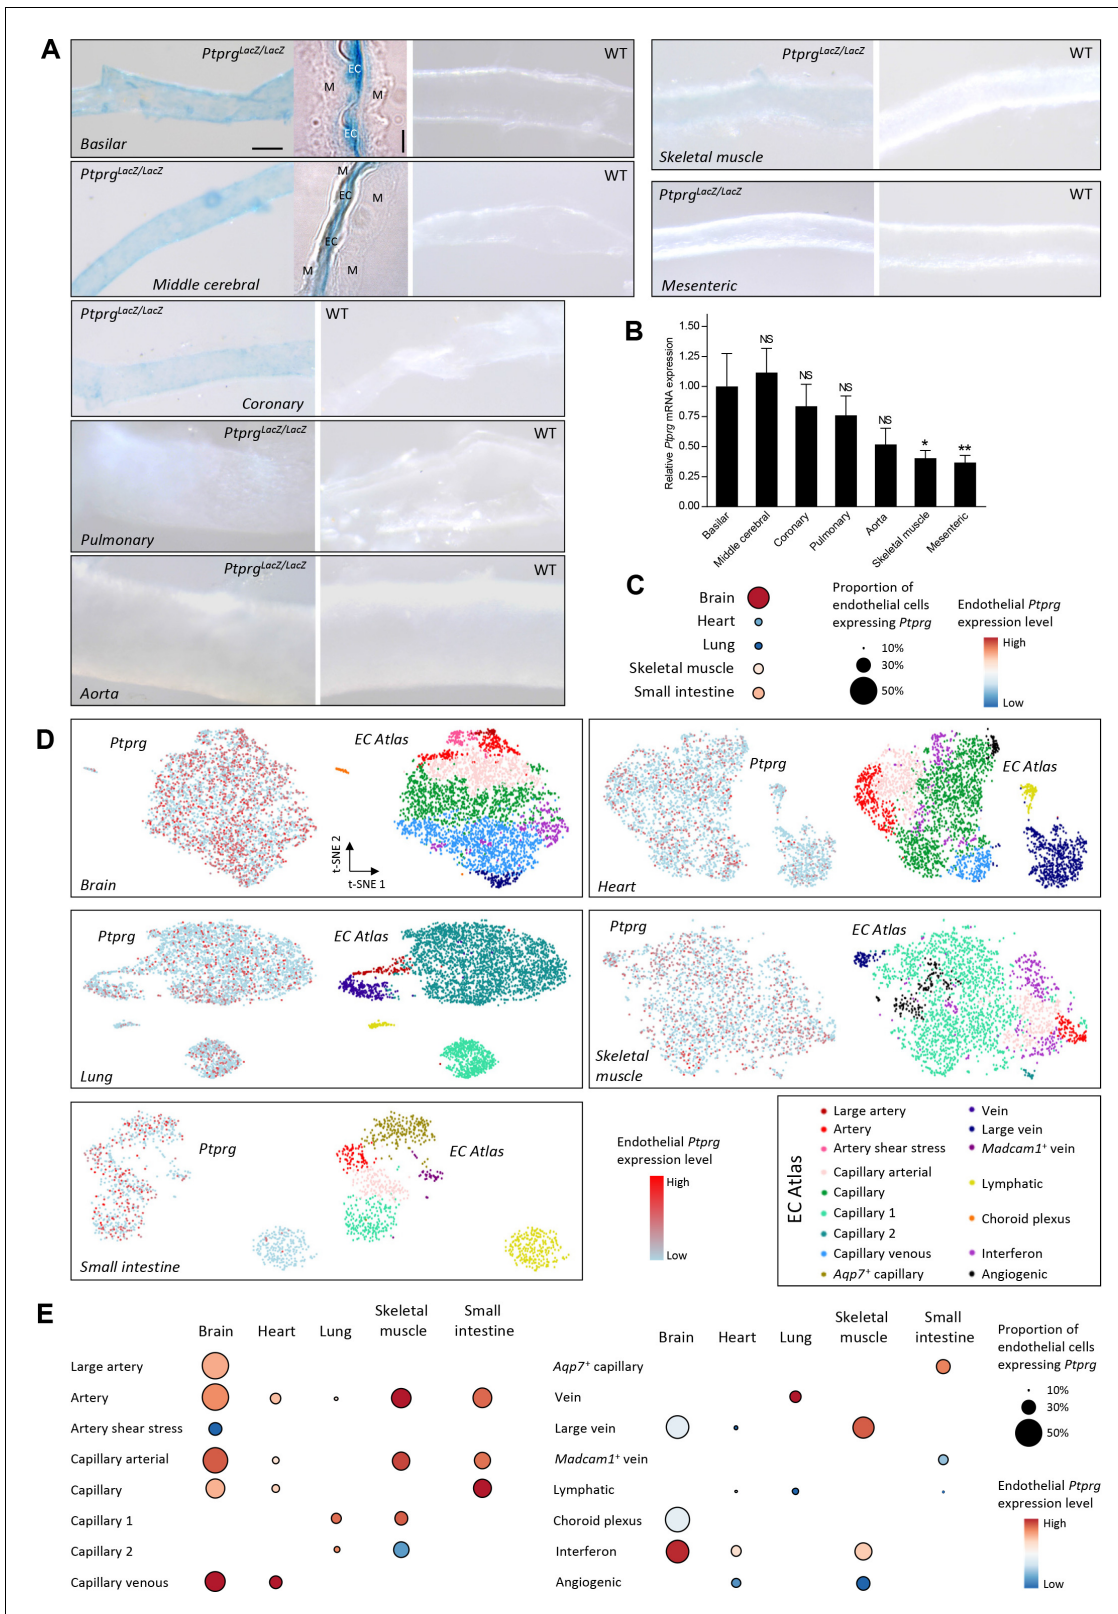 A
Ptprg^LacZ/LacZ
EC
M
M
EC
WT
Basilar
Ptprg^LacZ/LacZ
M
EC
M
EC
M
M
WT
Middle cerebral
Ptprg^LacZ/LacZ
WT
Skeletal muscle
Ptprg^LacZ/LacZ
WT
Mesenteric
Ptprg^LacZ/LacZ
WT
Coronary
Ptprg^LacZ/LacZ
WT
Pulmonary
Ptprg^LacZ/LacZ
WT
Aorta
B
Relative Ptprg mRNA expression
1.50
1.25
1.00
0.75
0.50
0.25
0.00
NS
NS
NS
NS
*
**
Basilar
Middle cerebral
Coronary
Pulmonary
Aorta
Skeletal muscle
Mesenteric
C
Brain
Heart
Lung
Skeletal muscle
Small intestine
Proportion of
endothelial cells
expressing Ptprg
10%
30%
50%
Endothelial Ptprg
expression level
High
Low
D
Ptprg
EC Atlas
t-SNE 2
t-SNE 1
Brain
Ptprg
EC Atlas
Heart
Ptprg
EC Atlas
Lung
Ptprg
EC Atlas
Skeletal
muscle
Ptprg
EC Atlas
Small intestine
Endothelial Ptprg
expression level
High
Low
EC Atlas
Large artery
Artery
Artery shear stress
Capillary arterial
Capillary
Capillary 1
Capillary 2
Capillary venous
Aqp7+ capillary
Vein
Large vein
Madcam1+ vein
Lymphatic
Choroid plexus
Interferon
Angiogenic
E
Brain
Heart
Lung
Skeletal
muscle
Small
intestine
Large artery
Artery
Artery shear stress
Capillary arterial
Capillary
Capillary 1
Capillary 2
Capillary venous
Brain
Heart
Lung
Skeletal
muscle
Small
intestine
Aqp7+ capillary
Vein
Large vein
Madcam1+ vein
Lymphatic
Choroid plexus
Interferon
Angiogenic
Proportion of
endothelial cells
expressing Ptprg
10%
30%
50%
Endothelial Ptprg
expression level
High
Low